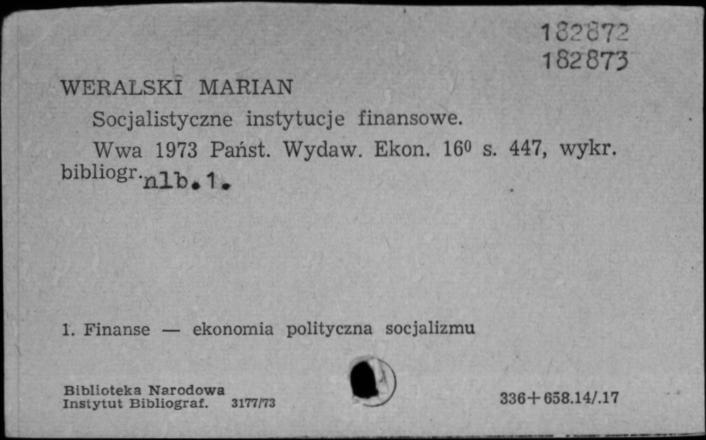 182872
182873
WERALSKI MARIAN
Socjalistyczne instytucje finansowe.
Wwa 1973 Państ. Wydaw. Ekon. 16⁰ s. 447, wykr.
bibliogr. nlb.1.
1. Finanse — ekonomia polityczna socjalizmu
Biblioteka Narodowa
Instytut Bibliograf. 3177/73
336+658.14/.17